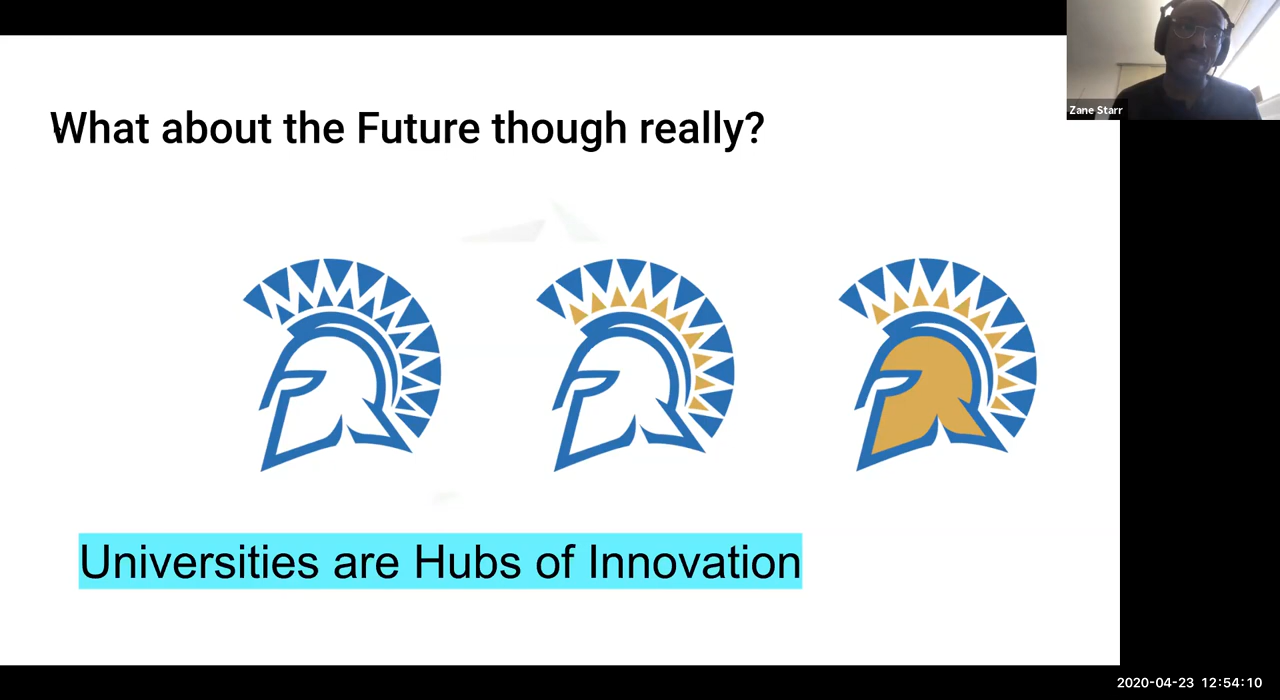 What about the Future though really?
Zane Starr
Universities are Hubs of Innovation
2020-04-23 12:54:10